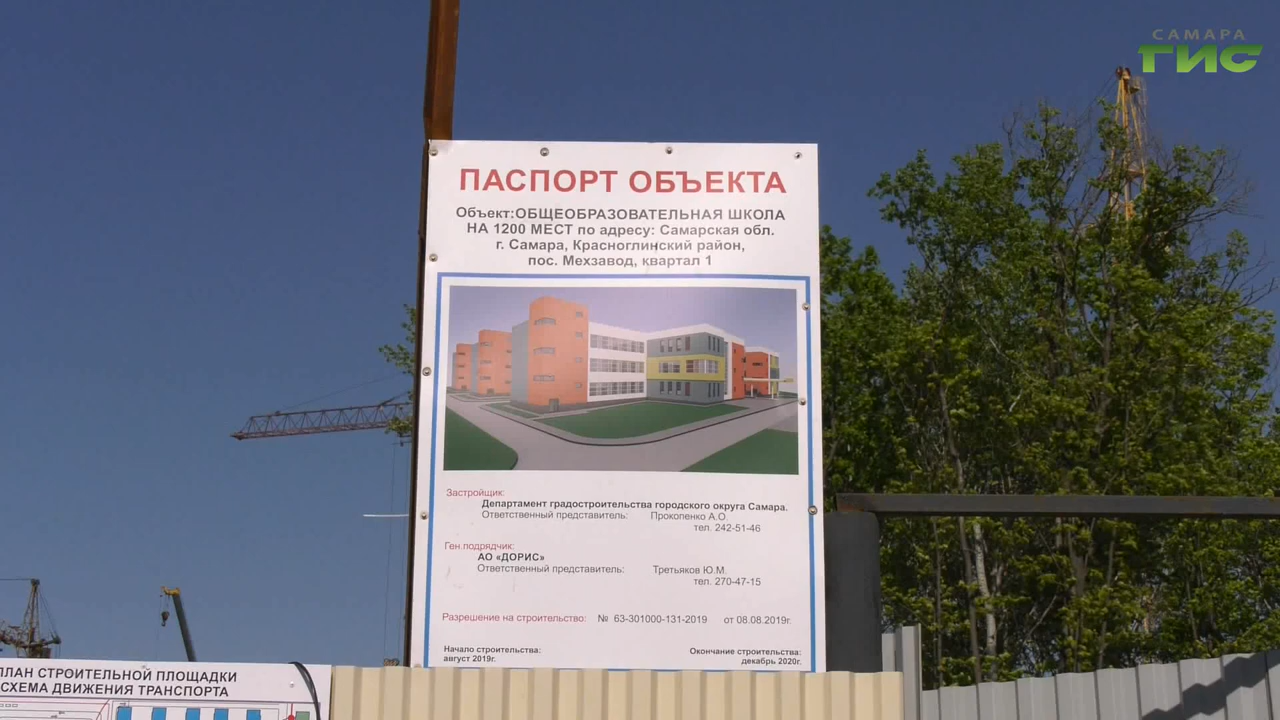 САМАРА
ГИС
ПАСПОРТ ОБЪЕКТА
Объект:ОБЩЕОБРАЗОВАТЕЛЬНАЯ ШКОЛА
НА 1200 МЕСТ по адресу: Самарская обл.
г. Самара, Красноглинский район,
пос. Мехзавод, квартал 1
Застройщик:
Департамент градостроительства городского округа Самара.
Ответственный представитель: Прокопенко А.О
тел. 242-51-46
Ген.подрядчик:
АО «ДОРИС»
Ответственный представитель: Третьяков Ю.М.
тел. 270-47-15
Разрешение на строительство: № 63-301000-131-2019 от 08.08.2019г.
Начало строительства: Окончание строительства:
август 2019г. декабрь 2020г.
ПЛАН СТРОИТЕЛЬНОЙ ПЛОЩАДКИ
СХЕМА ДВИЖЕНИЯ ТРАНСПОРТА